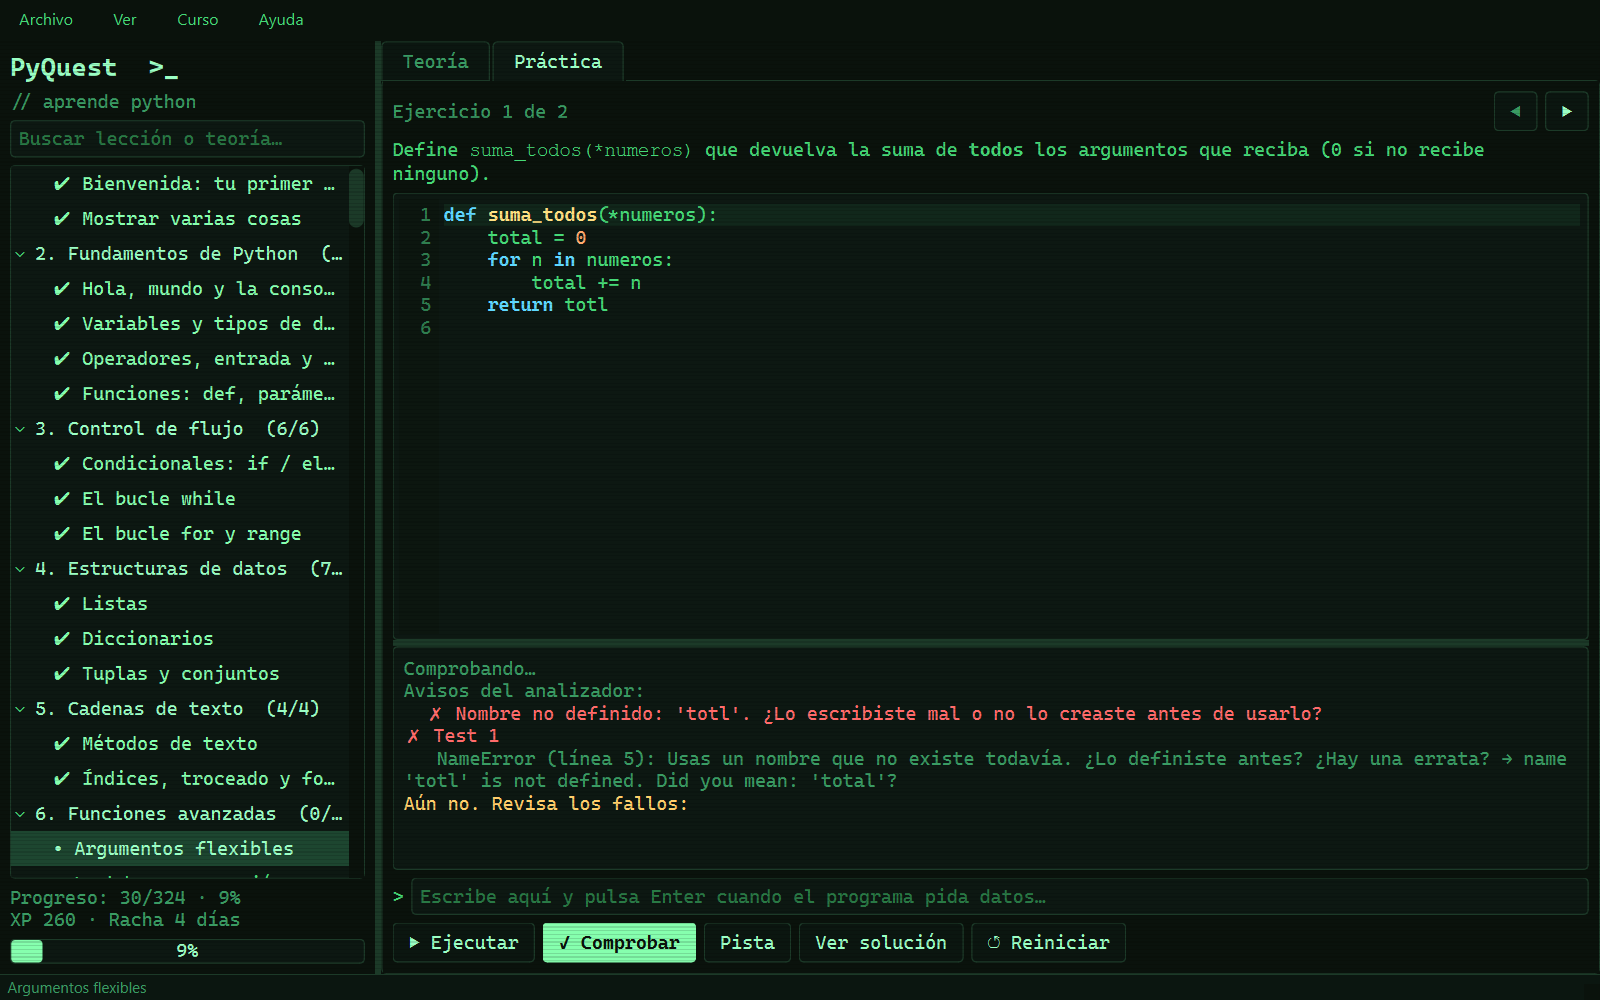 Archivo Ver Curso Ayuda
PyQuest >_
// aprende python
Buscar lección o teoría…
✔ Bienvenida: tu primer …
✔ Mostrar varias cosas
2. Fundamentos de Python (…
✔ Hola, mundo y la conso…
✔ Variables y tipos de d…
✔ Operadores, entrada y …
✔ Funciones: def, paráme…
3. Control de flujo (6/6)
✔ Condicionales: if / el…
✔ El bucle while
✔ El bucle for y range
4. Estructuras de datos (7…
✔ Listas
✔ Diccionarios
✔ Tuplas y conjuntos
5. Cadenas de texto (4/4)
✔ Métodos de texto
✔ Índices, troceado y fo…
6. Funciones avanzadas (0/…
• Argumentos flexibles
Progreso: 30/324 · 9%
XP 260 · Racha 4 días
9%
Teoría Práctica
Ejercicio 1 de 2 ◀ ▶
Define suma_todos(*numeros) que devuelva la suma de todos los argumentos que reciba (0 si no recibe
ninguno).
1 def suma_todos(*numeros):
2     total = 0
3     for n in numeros:
4         total += n
5     return totl
6
Comprobando…
Avisos del analizador:
✗ Nombre no definido: 'totl'. ¿Lo escribiste mal o no lo creaste antes de usarlo?
✗ Test 1
NameError (línea 5): Usas un nombre que no existe todavía. ¿Lo definiste antes? ¿Hay una errata? → name
'totl' is not defined. Did you mean: 'total'?
Aún no. Revisa los fallos:
> Escribe aquí y pulsa Enter cuando el programa pida datos…
▶ Ejecutar ✓ Comprobar Pista Ver solución ↺ Reiniciar
Argumentos flexibles